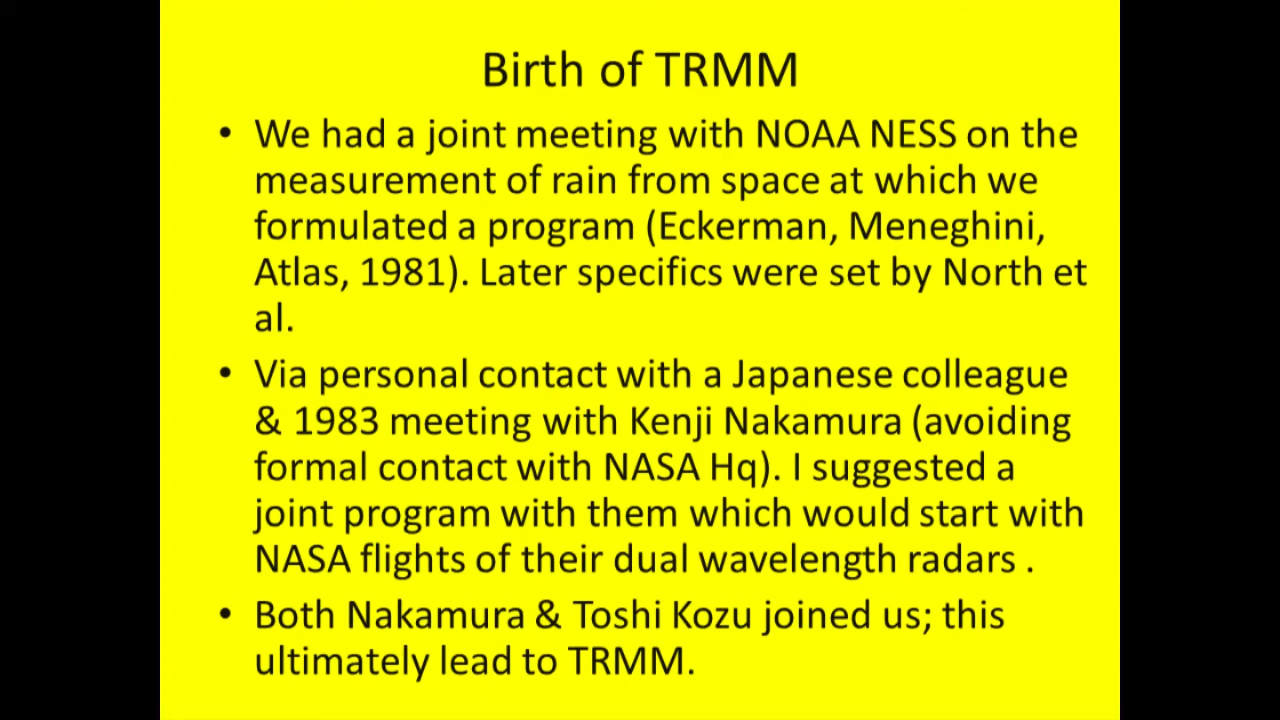 Birth of TRMM
• We had a joint meeting with NOAA NESS on the
measurement of rain from space at which we
formulated a program (Eckerman, Meneghini,
Atlas, 1981). Later specifics were set by North et
al.
• Via personal contact with a Japanese colleague
& 1983 meeting with Kenji Nakamura (avoiding
formal contact with NASA Hq). I suggested a
joint program with them which would start with
NASA flights of their dual wavelength radars .
• Both Nakamura & Toshi Kozu joined us; this
ultimately lead to TRMM.